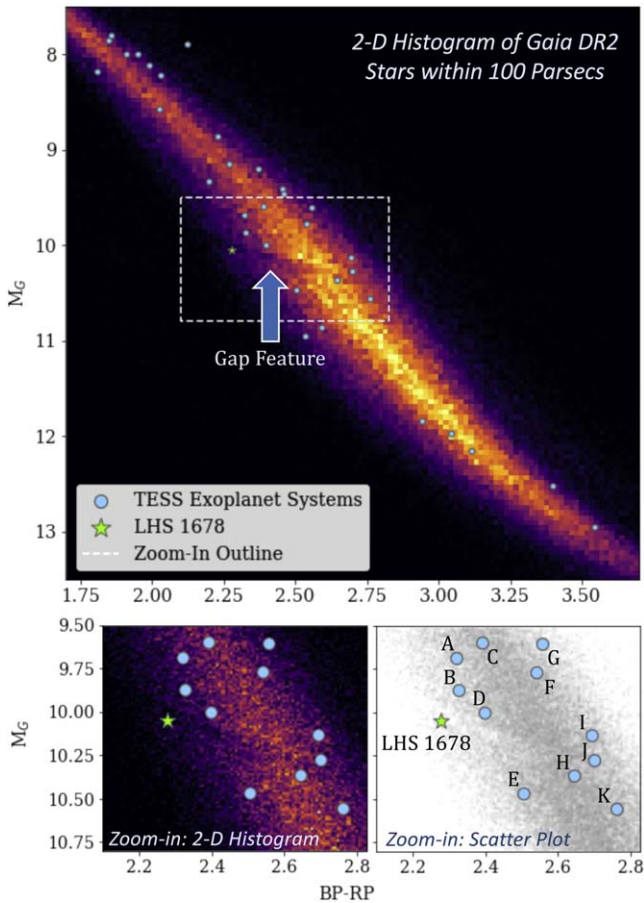 2-D Histogram of Gaia DR2
Stars within 100 Parsecs
8
9
10
11
12
13
M_G
Gap Feature
TESS Exoplanet Systems
LHS 1678
Zoom-In Outline
1.75 2.00 2.25 2.50 2.75 3.00 3.25 3.50
9.50
9.75
10.00
10.25
10.50
10.75
M_G
Zoom-in: 2-D Histogram
2.2 2.4 2.6 2.8
A
C
G
B
F
D
LHS 1678
I
J
H
E
K
Zoom-in: Scatter Plot
2.2 2.4 2.6 2.8
BP-RP